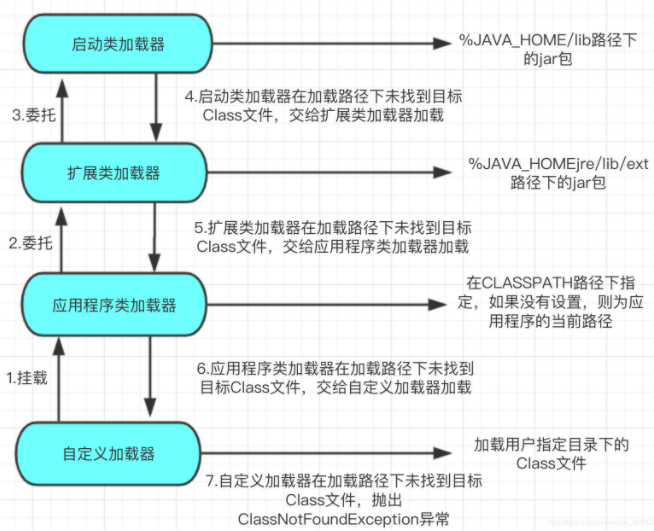 启动类加载器
%JAVA_HOME/lib路径下
的jar包
3.委托
4.启动类加载器在加载路径下未找到目标
Class文件，交给扩展类加载器加载
扩展类加载器
%JAVA_HOMEjre/lib/ext
路径下的jar包
2.委托
5.扩展类加载器在加载路径下未找到目标
Class文件，交给应用程序类加载器加载
应用程序类加载器
在CLASSPATH路径下指
定，如果没有设置，则为应
用程序的当前路径
1.挂载
6.应用程序类加载器在加载路径下未找到
目标Class文件，交给自定义加载器加载
自定义加载器
加载用户指定目录下的
Class文件
7.自定义加载器在加载路径下未找到目标
Class文件，抛出
ClassNotFoundException异常